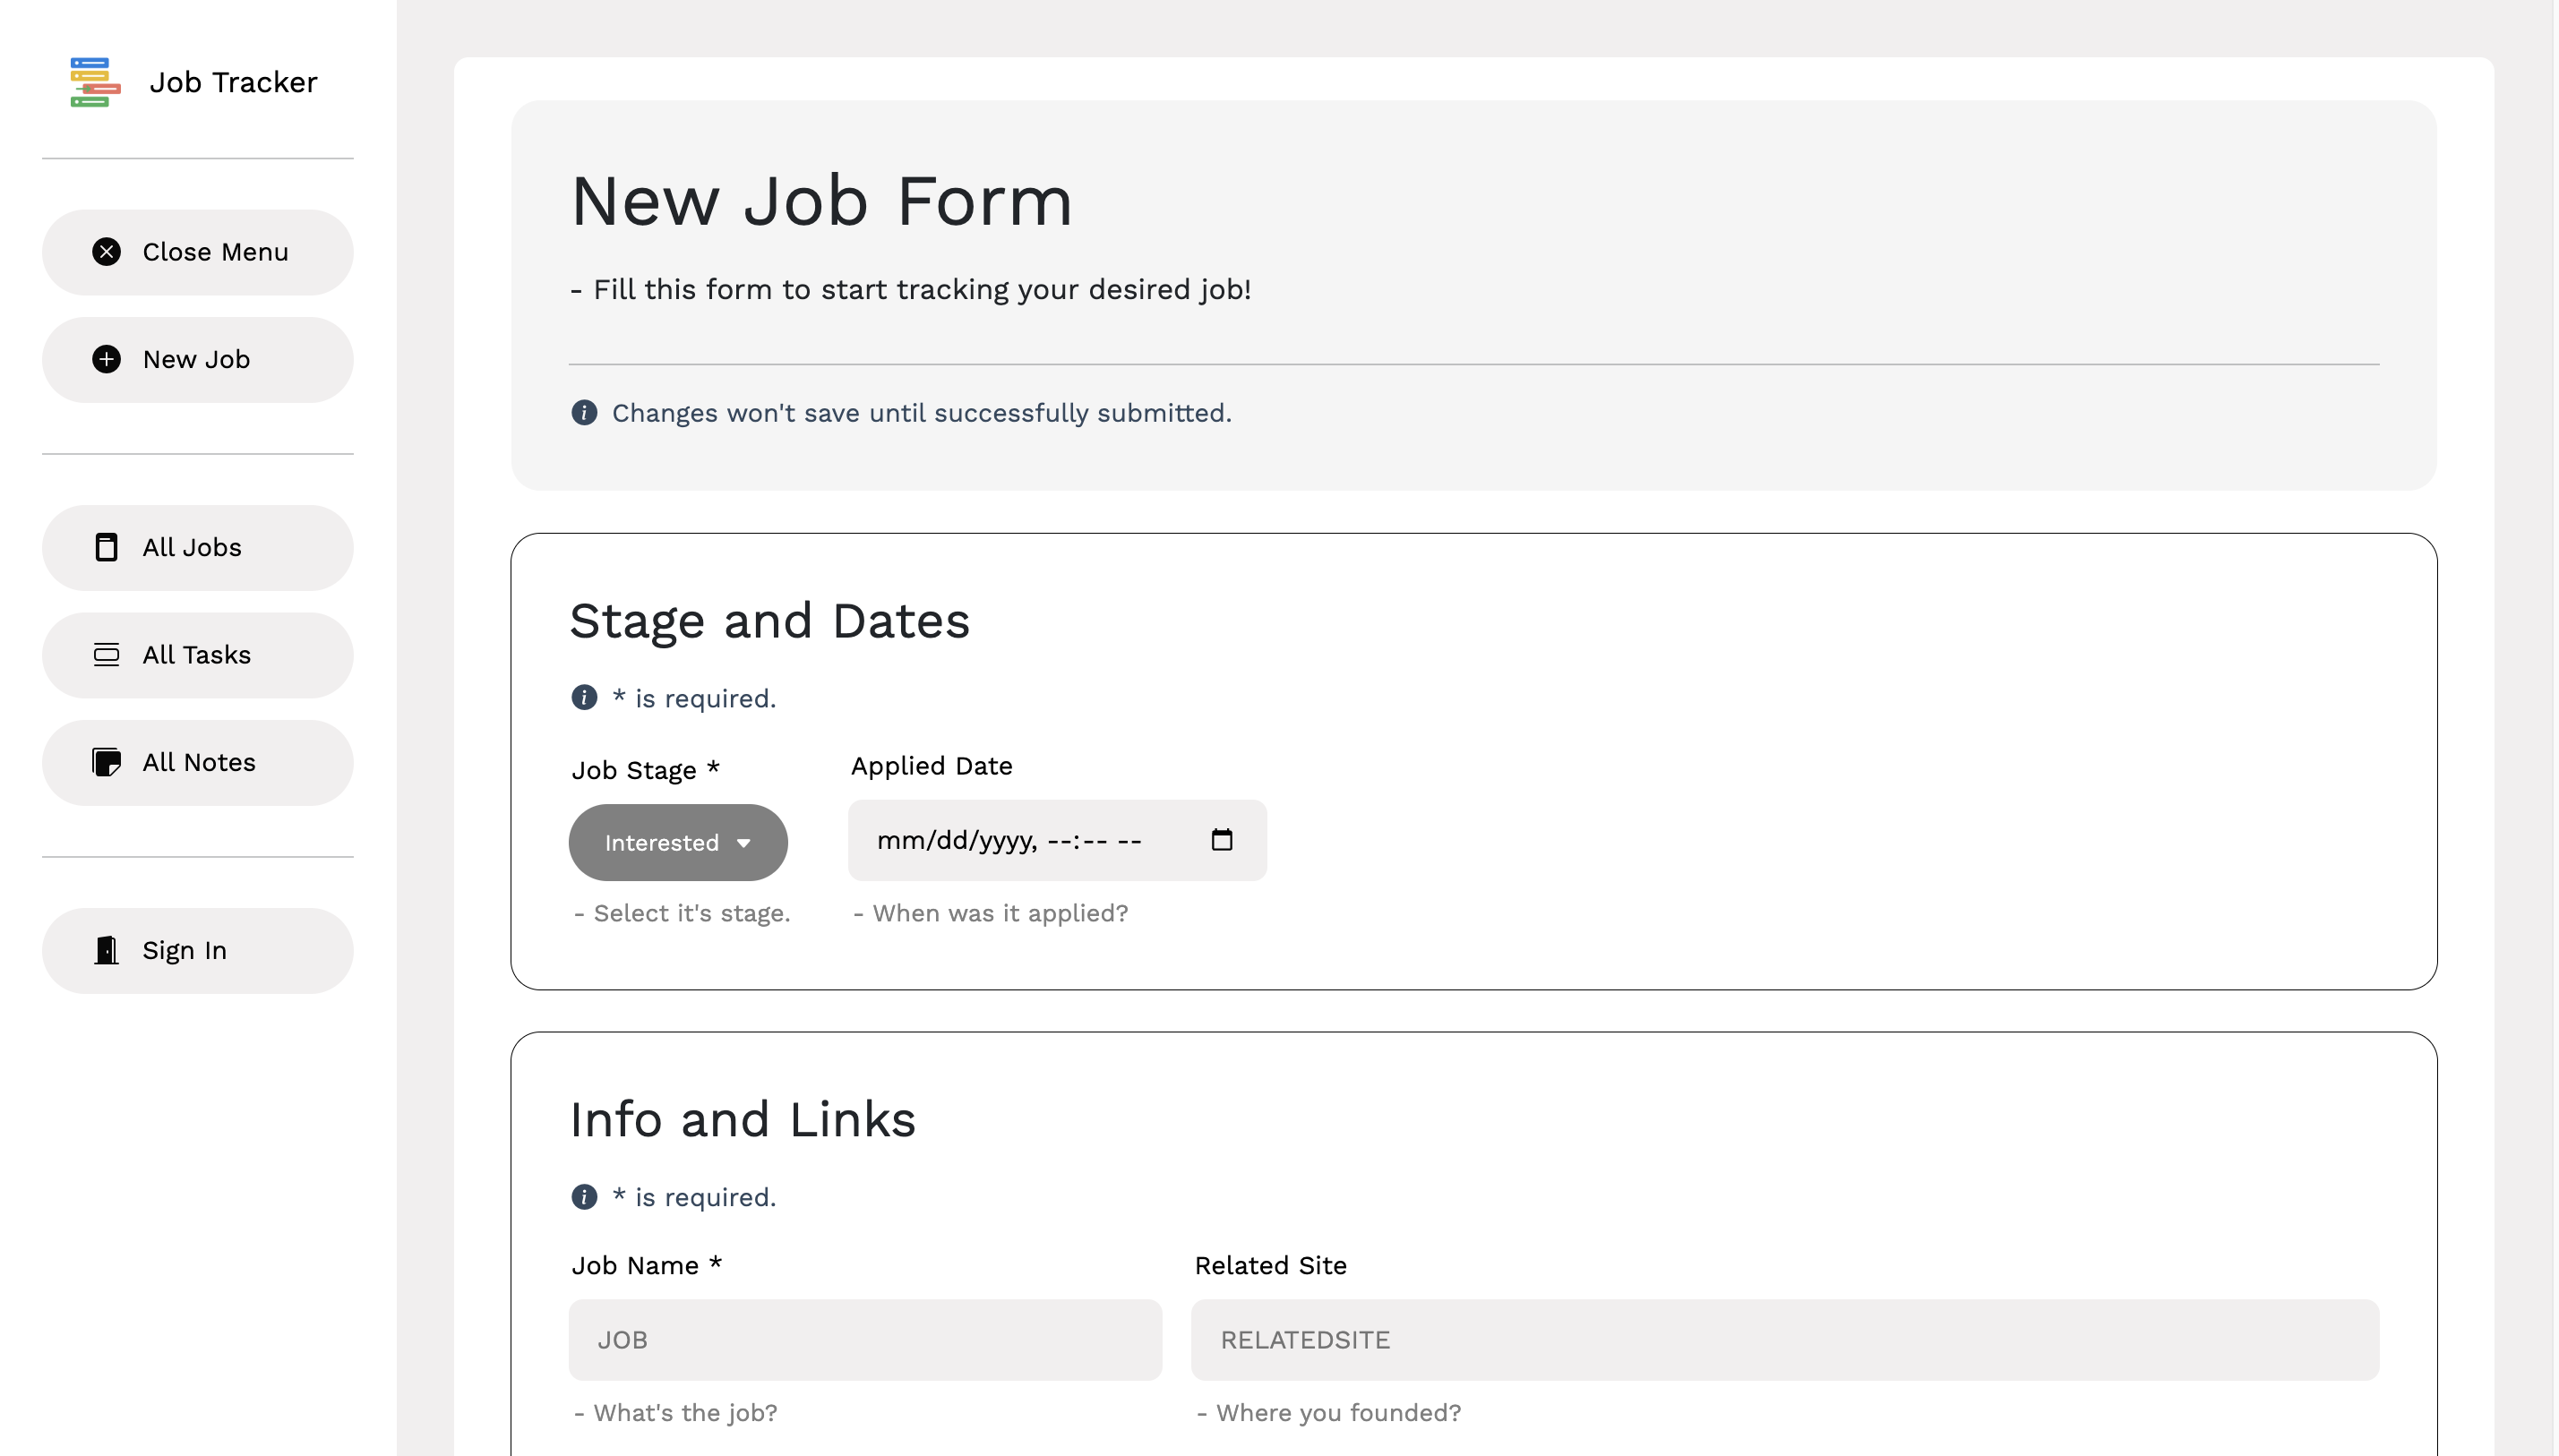 Job Tracker
Close Menu
New Job
All Jobs
All Tasks
All Notes
Sign In
New Job Form
- Fill this form to start tracking your desired job!
Changes won't save until successfully submitted.
Stage and Dates
* is required.
Job Stage *
Applied Date
Interested
mm/dd/yyyy, --:-- --
- Select it's stage.
- When was it applied?
Info and Links
* is required.
Job Name *
Related Site
JOB
RELATEDSITE
- What's the job?
- Where you founded?